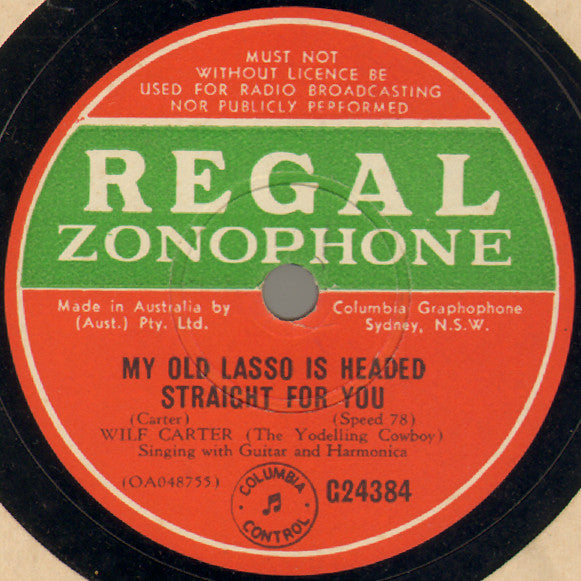 MUST NOT
WITHOUT LICENCE BE
USED FOR RADIO BROADCASTING
NOR PUBLICLY PERFORMED
REGAL
ZONOPHONE
Made in Australia by Columbia Graphophone
(Aust.) Pty. Ltd. Sydney, N.S.W.
MY OLD LASSO IS HEADED
STRAIGHT FOR YOU
(Carter) (Speed 78)
WILF CARTER (The Yodelling Cowboy)
Singing with Guitar and Harmonica
(OA048755) COLUMBIA CONTROL G24384